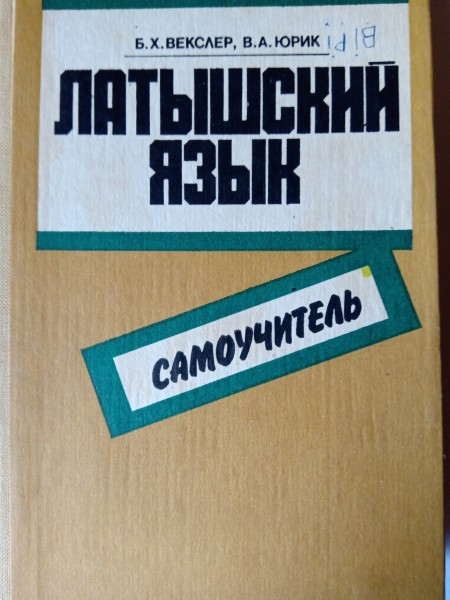 Б.Х.ВЕКСЛЕР, В.А.ЮРИК
ЛАТЫШСКИЙ
ЯЗЫК
САМОУЧИТЕЛЬ